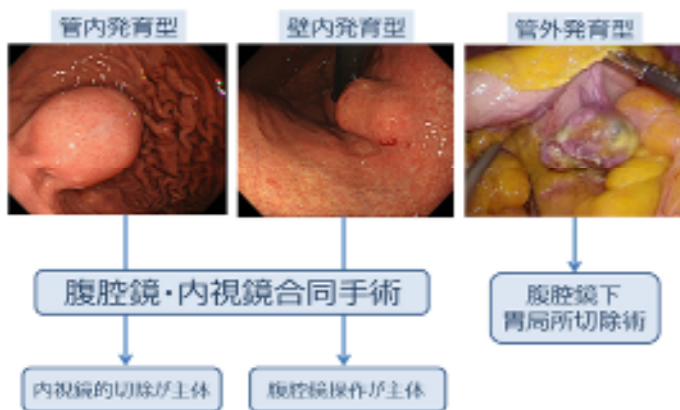 管内発育型
壁内発育型
管外発育型
腹腔鏡・内視鏡合同手術
腹腔鏡下
胃局所切除術
内視鏡的切除が主体
腹腔鏡操作が主体